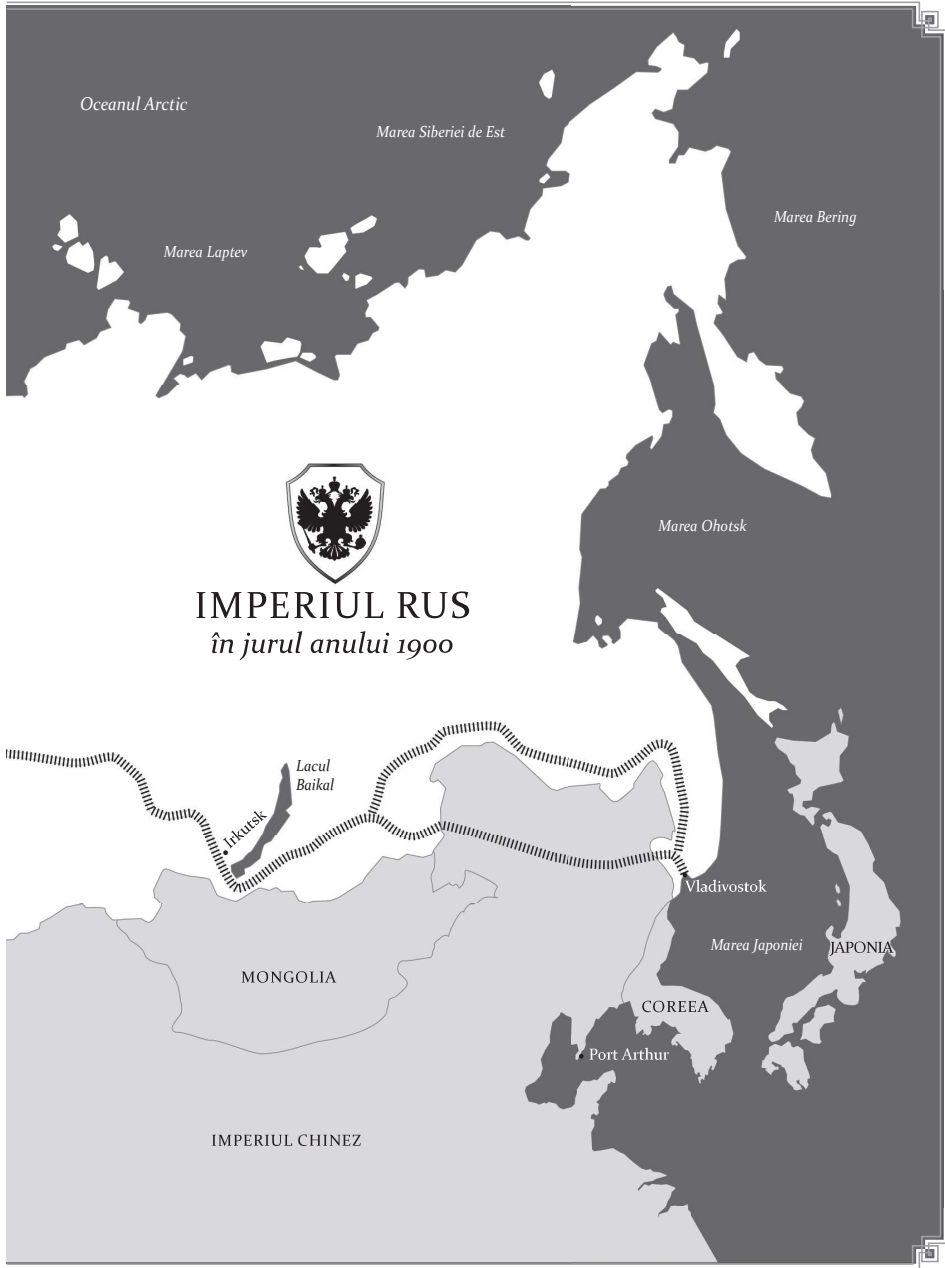 Oceanul Arctic
Marea Siberiei de Est
Marea Bering
Marea Laptev
Marea Ohotsk
IMPERIUL RUS
în jurul anului 1900
Lacul
Baikal
Irkutsk
Vladivostok
Marea Japoniei
JAPONIA
MONGOLIA
COREEA
Port Arthur
IMPERIUL CHINEZ